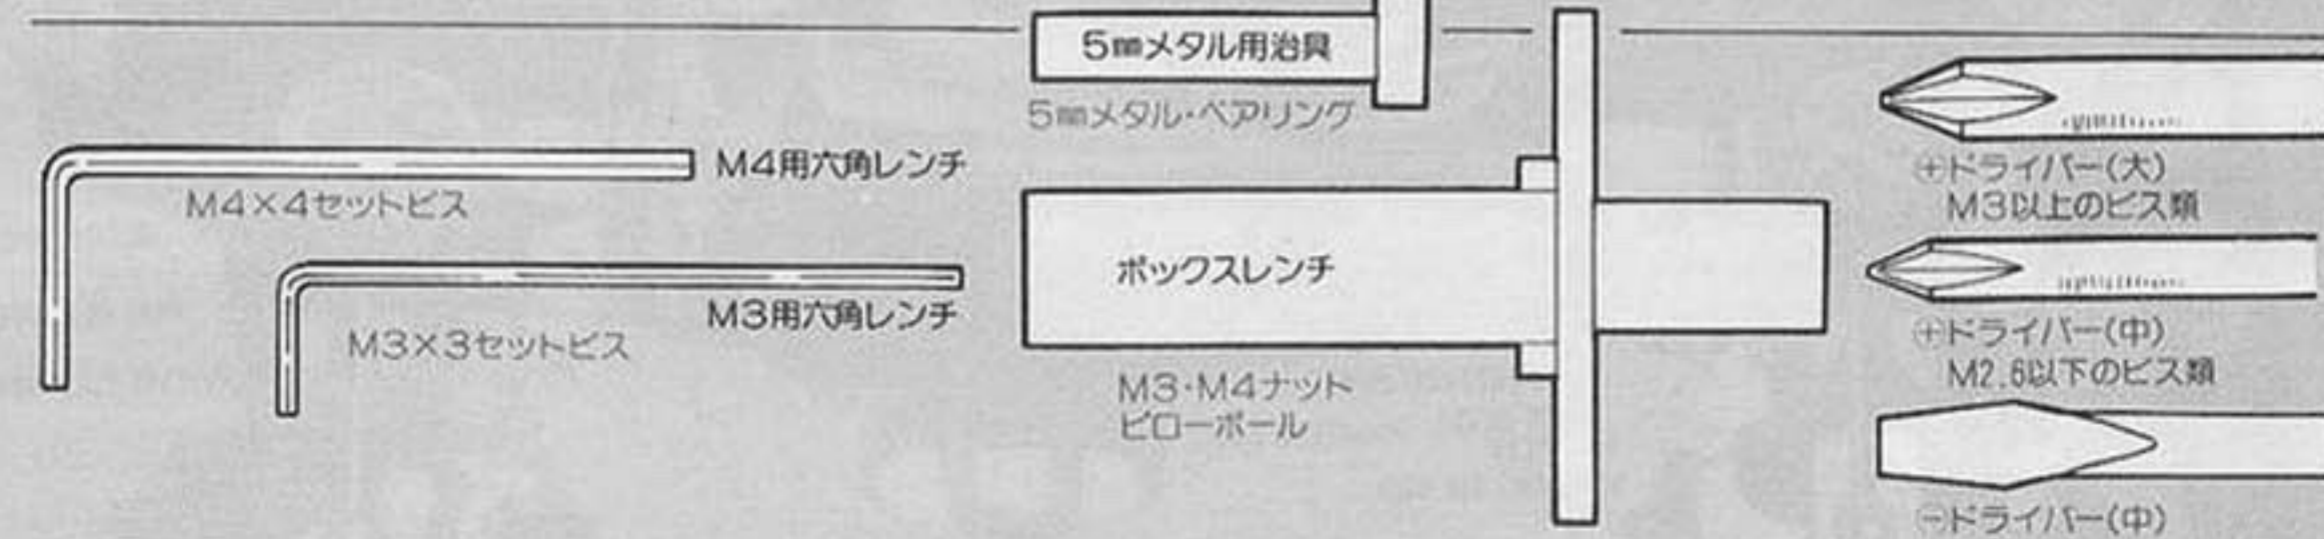 5㎜メタル用治具
5㎜メタル・ベアリング
M4用六角レンチ
M4×4セットビス
M3用六角レンチ
M3×3セットビス
ボックスレンチ
M3・M4ナット
ピローボール
⊕ドライバー(大)
M3以上のビス類
⊕ドライバー(中)
M2.6以下のビス類
⊖ドライバー(中)